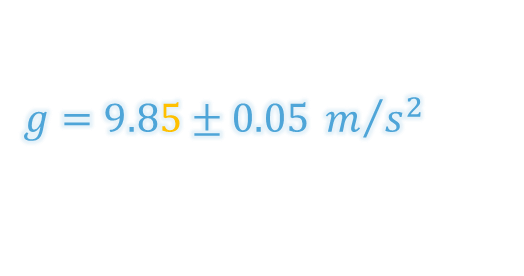 g = 9.85 ± 0.05 m/s²